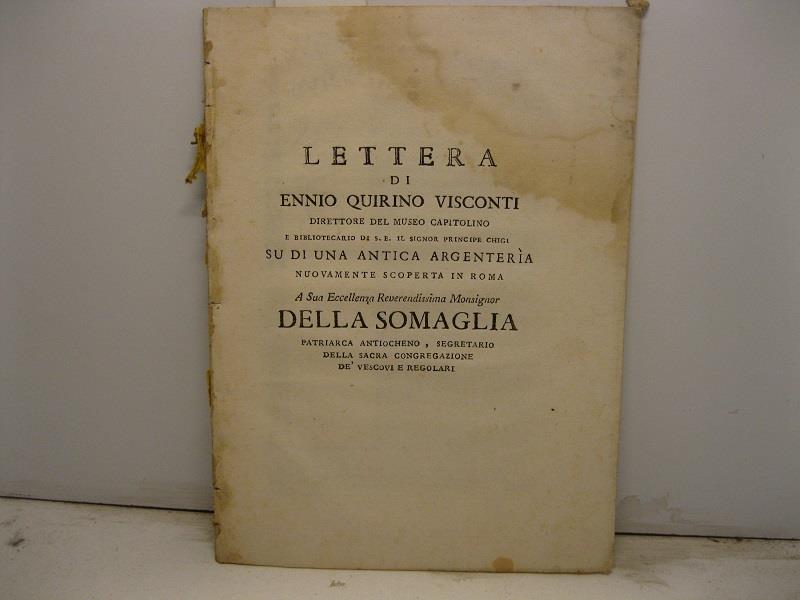 LETTERA
DI
ENNIO QUIRINO VISCONTI
DIRETTORE DEL MUSEO CAPITOLINO
E BIBLIOTECARIO DI S. E. IL SIGNOR PRINCIPE CHIGI
SU DI UNA ANTICA ARGENTERÌA
NUOVAMENTE SCOPERTA IN ROMA
A Sua Eccellenza Reverendissima Monsignor
DELLA SOMAGLIA
PATRIARCA ANTIOCHENO , SEGRETARIO
DELLA SACRA CONGREGAZIONE
DE' VESCOVI E REGOLARI